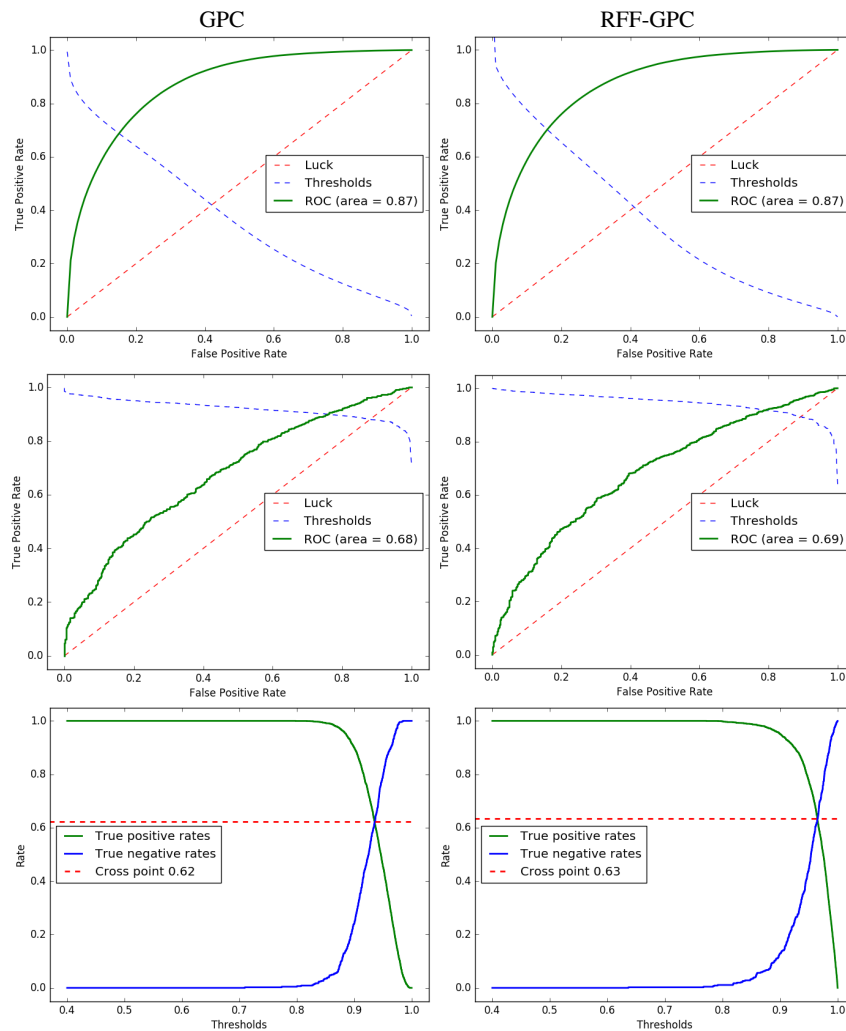 GPC
RFF-GPC
1.0
0.8
0.6
0.4
0.2
0.0
True Positive Rate
0.0 0.2 0.4 0.6 0.8 1.0
False Positive Rate
Luck
Thresholds
ROC (area = 0.87)
1.0
0.8
0.6
0.4
0.2
0.0
True Positive Rate
0.0 0.2 0.4 0.6 0.8 1.0
False Positive Rate
Luck
Thresholds
ROC (area = 0.87)
1.0
0.8
0.6
0.4
0.2
0.0
True Positive Rate
0.0 0.2 0.4 0.6 0.8 1.0
False Positive Rate
Luck
Thresholds
ROC (area = 0.68)
1.0
0.8
0.6
0.4
0.2
0.0
True Positive Rate
0.0 0.2 0.4 0.6 0.8 1.0
False Positive Rate
Luck
Thresholds
ROC (area = 0.69)
1.0
0.8
0.6
0.4
0.2
0.0
Rate
0.4 0.5 0.6 0.7 0.8 0.9 1.0
Thresholds
True positive rates
True negative rates
Cross point 0.62
1.0
0.8
0.6
0.4
0.2
0.0
Rate
0.4 0.5 0.6 0.7 0.8 0.9 1.0
Thresholds
True positive rates
True negative rates
Cross point 0.63